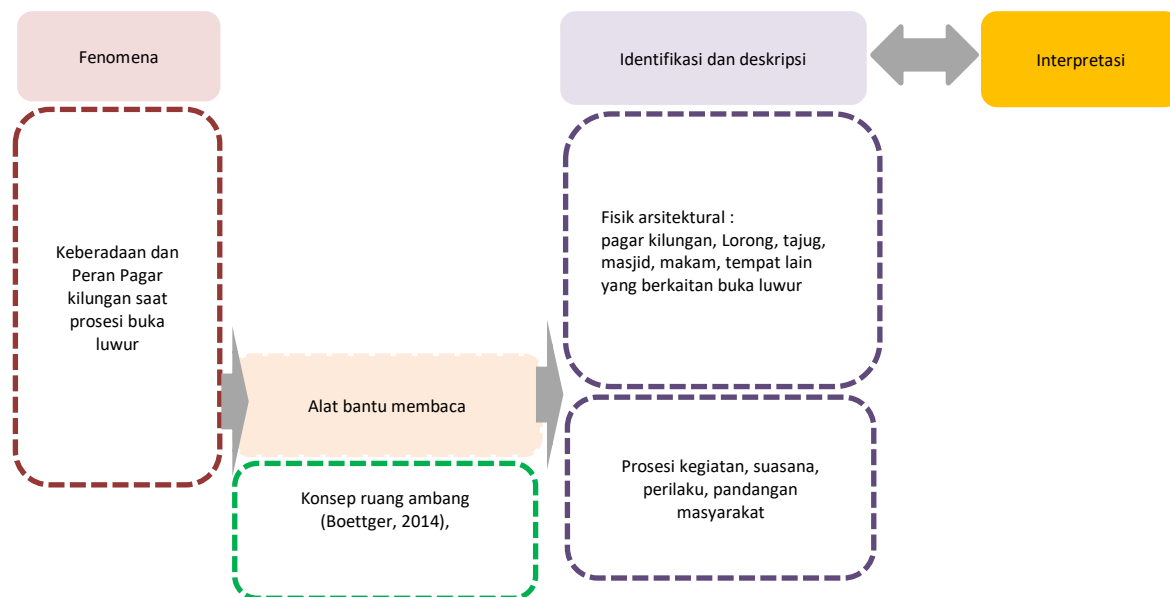 Fenomena
Keberadaan dan
Peran Pagar
kilungan saat
prosesi buka
luwur
Alat bantu membaca
Konsep ruang ambang
(Boettger, 2014),
Identifikasi dan deskripsi
Fisik arsitektural :
pagar kilungan, Lorong, tajug,
masjid, makam, tempat lain
yang berkaitan buka luwur
Prosesi kegiatan, suasana,
perilaku, pandangan
masyarakat
Interpretasi